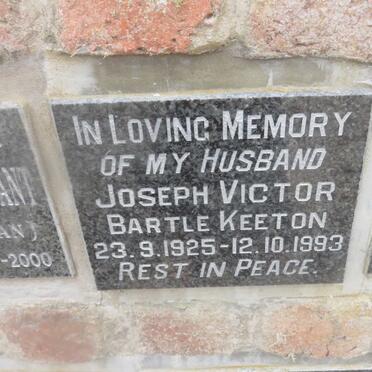 IN LOVING MEMORY
OF MY HUSBAND
JOSEPH VICTOR
BARTLE KEETON
23.9.1925-12.10.1993
REST IN PEACE.
-2000